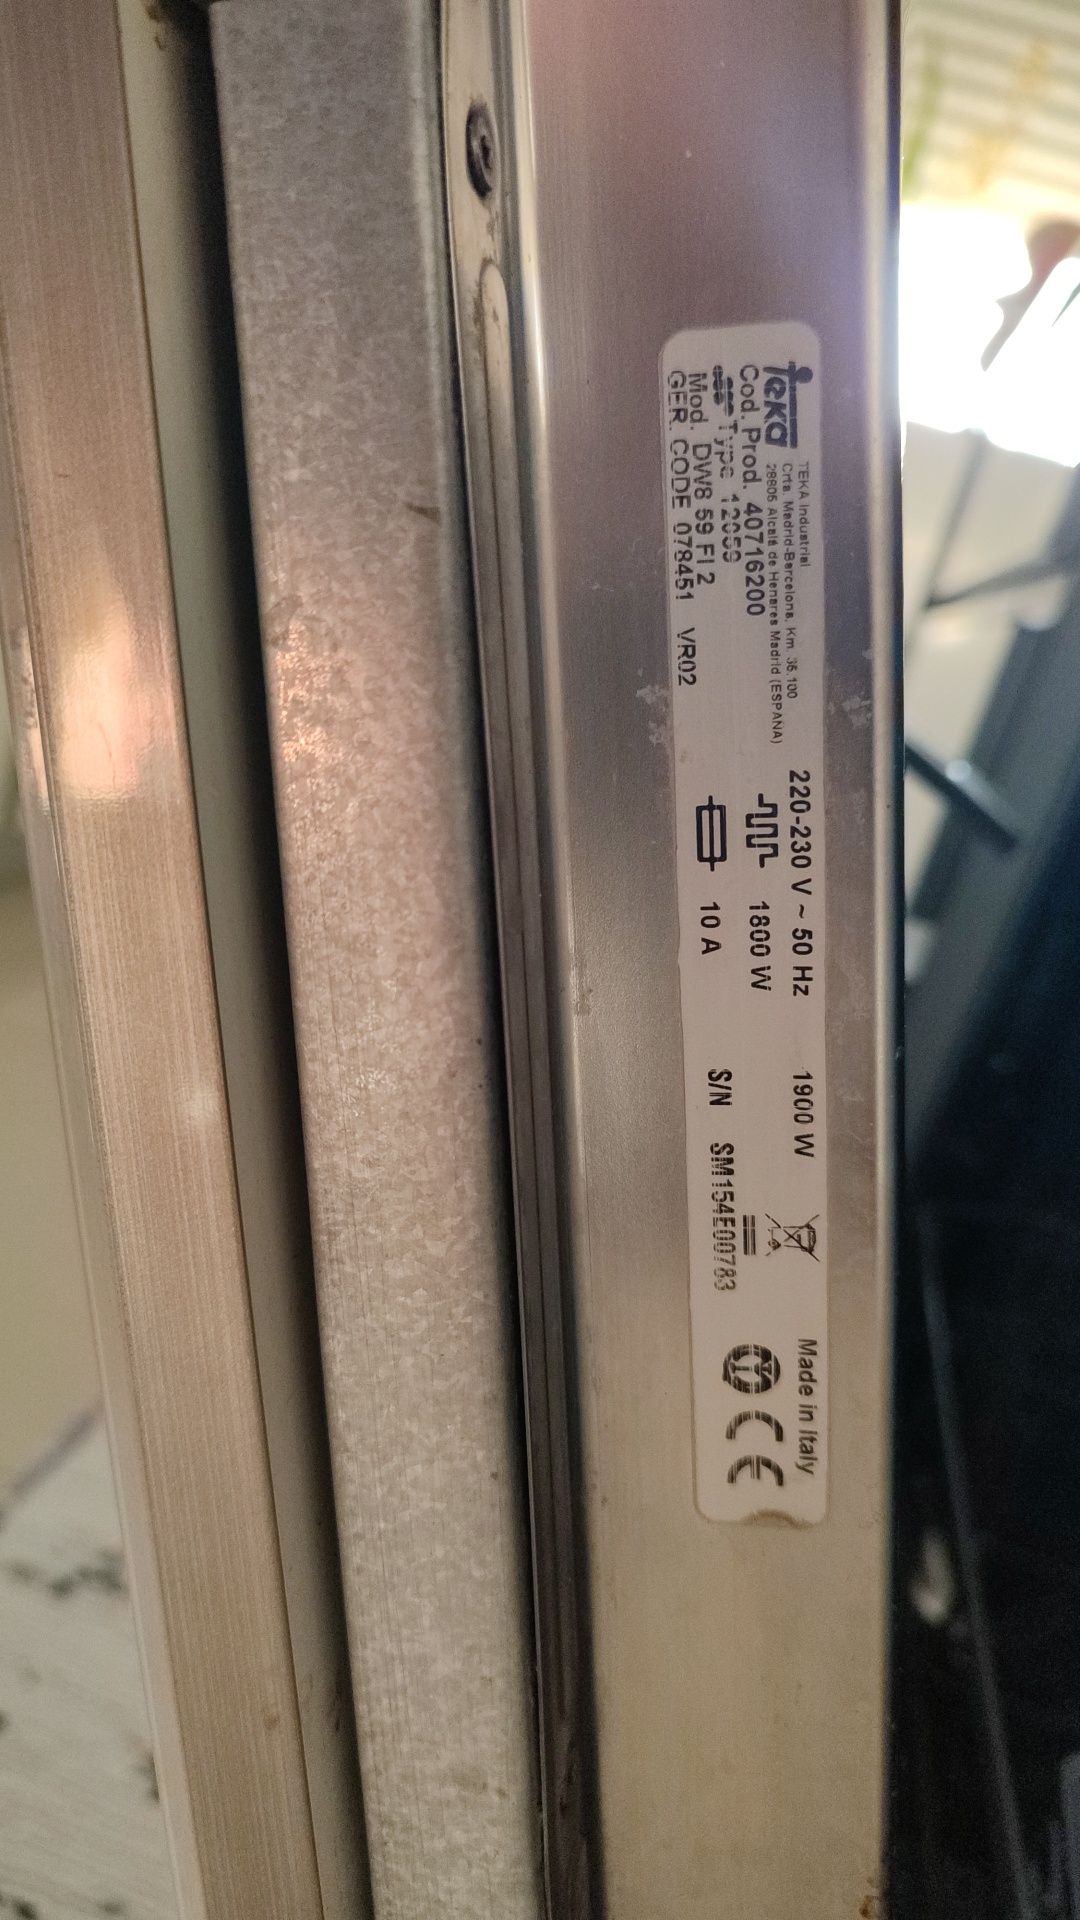 Teka
TEKA Industrial
Crta. Madrid-Barcelona, Km. 36,100
28805 Alcalá de Henares Madrid (ESPAÑA)
Cod. Prod. 40716200
Type 12059
Mod. DW8 59 FI 2
GER. CODE 078451 VR02
220-230 V ~ 50 Hz 1900 W
1800 W
10 A
S/N SM154E00783
Made in Italy
CE